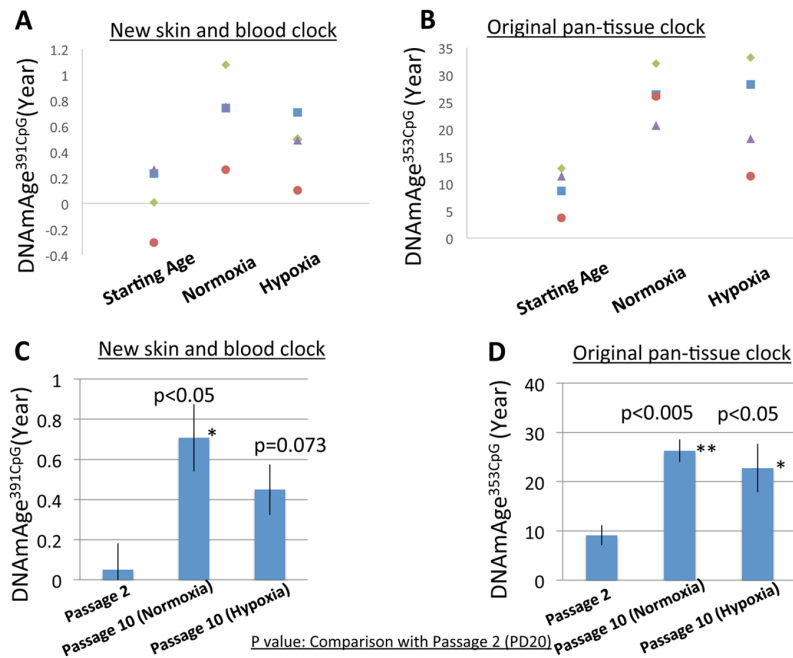 A
New skin and blood clock
DNAmAge391CpG(Year)
1.2
1
0.8
0.6
0.4
0.2
0
-0.2
-0.4
Starting Age
Normoxia
Hypoxia
B
Original pan-tissue clock
DNAmAge353CpG (Year)
35
30
25
20
15
10
5
0
Starting Age
Normoxia
Hypoxia
C
New skin and blood clock
DNAmAge391CpG(Year)
1
0.8
0.6
0.4
0.2
0
p<0.05
*
p=0.073
Passage 2
Passage 10 (Normoxia)
Passage 10 (Hypoxia)
D
Original pan-tissue clock
DNAmAge353CpG (Year)
40
30
20
10
0
p<0.005
**
p<0.05
*
Passage 2
Passage 10 (Normoxia)
Passage 10 (Hypoxia)
P value: Comparison with Passage 2 (PD20)